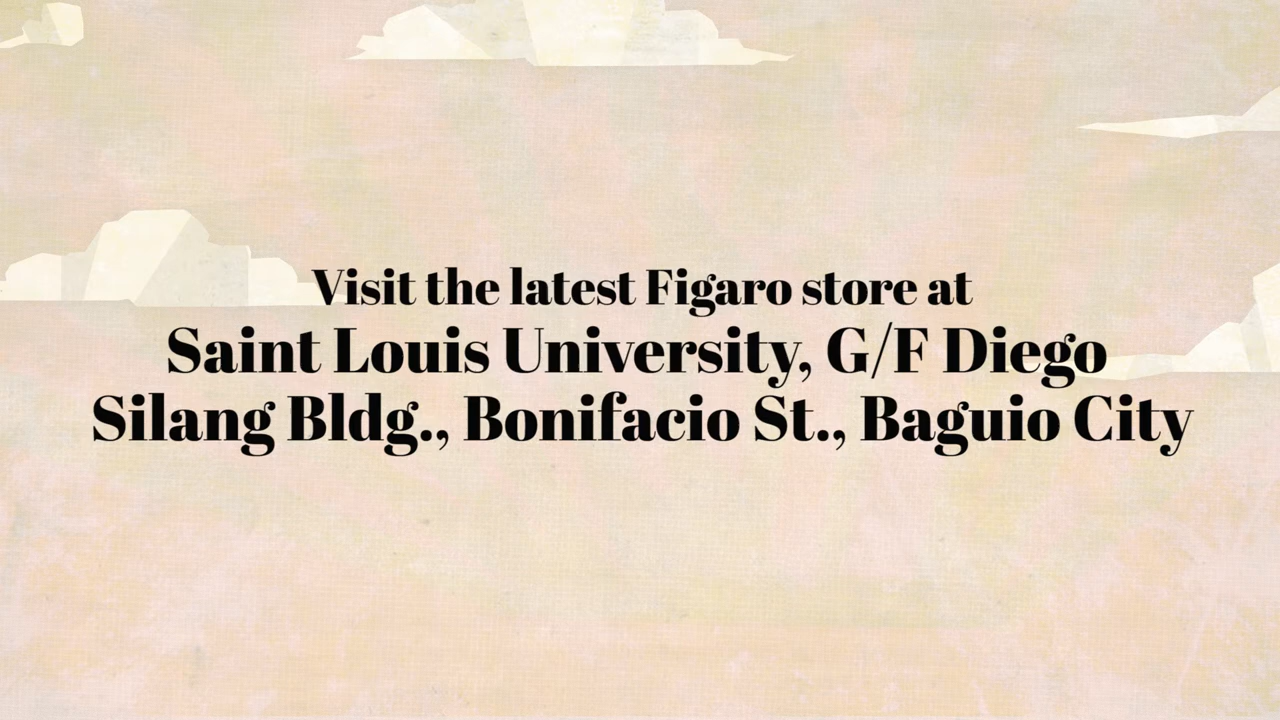 Visit the latest Figaro store at
Saint Louis University, G/F Diego
Silang Bldg., Bonifacio St., Baguio City